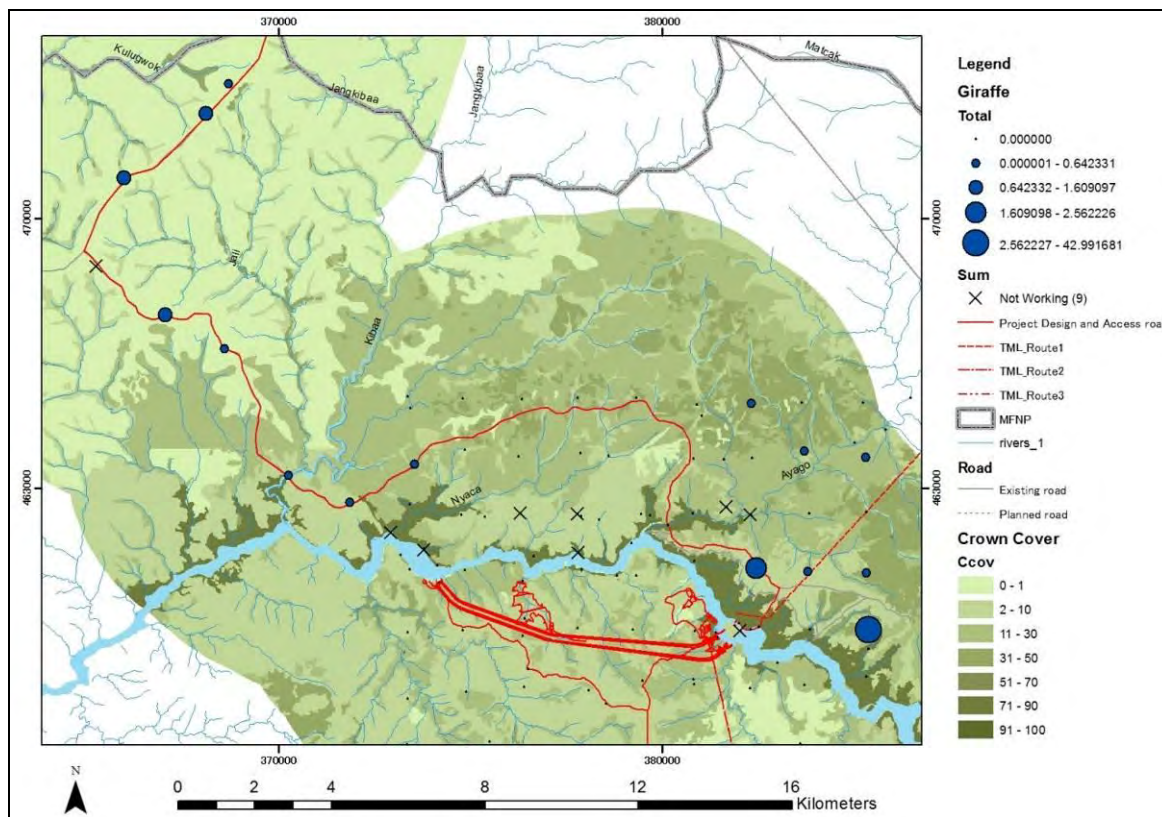 370000 380000
Kulugwok
Jangkibaa
Jangkibaa
Matcak
470000 470000
Jaii
Kibaa
Nyaca
Ayago
463000 463000
370000 380000
N
0 2 4 8 12 16
Kilometers
Legend
Giraffe
Total
0.000000
0.000001 - 0.642331
0.642332 - 1.609097
1.609098 - 2.562226
2.562227 - 42.991681
Sum
Not Working (9)
Project Design and Access roa
TML_Route1
TML_Route2
TML_Route3
MFNP
rivers_1
Road
Existing road
Planned road
Crown Cover
Ccov
0 - 1
2 - 10
11 - 30
31 - 50
51 - 70
71 - 90
91 - 100